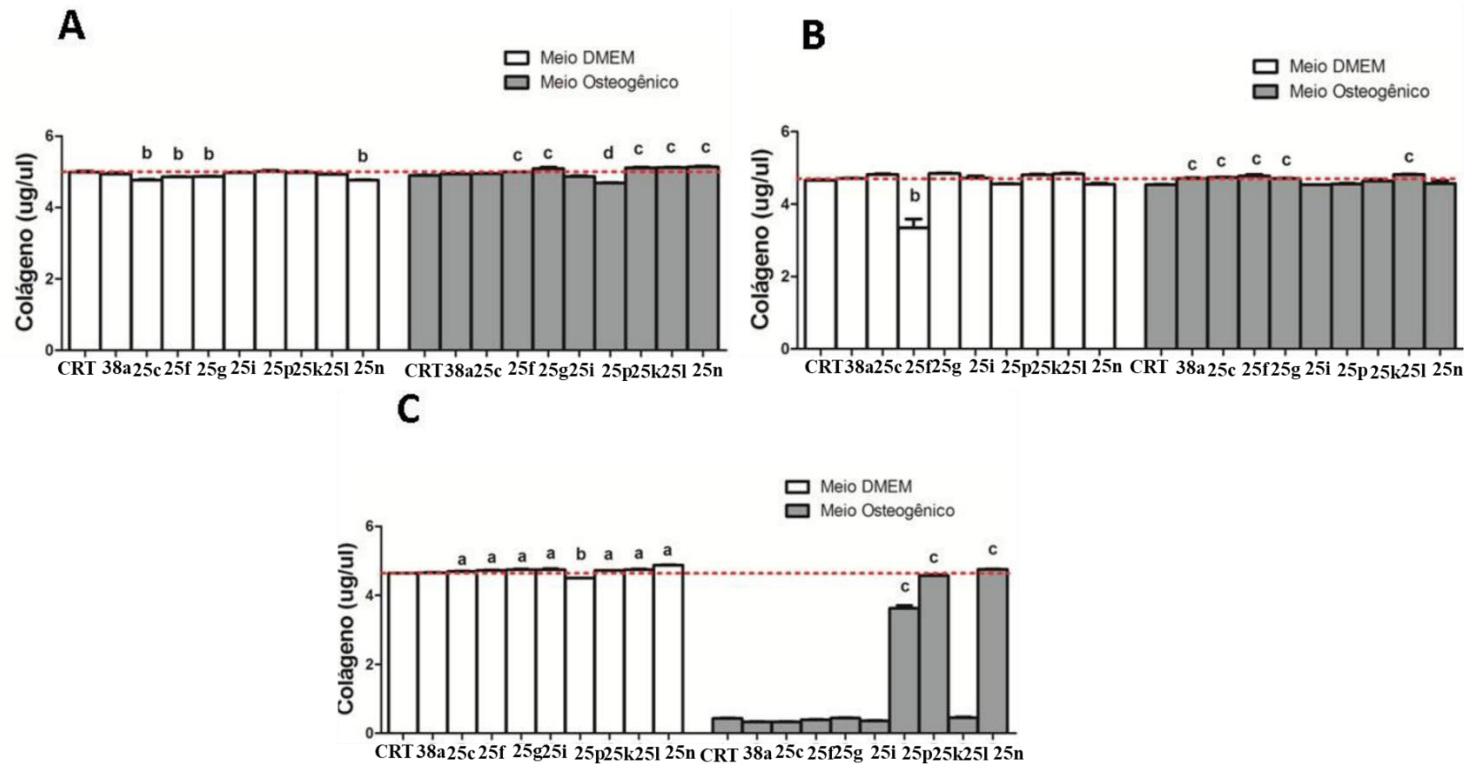 A
Meio DMEM
Meio Osteogênico
Colágeno (ug/ul)
6
4
2
0
b b b b c c d c c c
CRT 38a 25c 25f 25g 25i 25p 25k 25l 25n CRT 38a 25c 25f 25g 25i 25p 25k 25l 25n
B
Meio DMEM
Meio Osteogênico
Colágeno (ug/ul)
6
4
2
0
b c c c c c
CRT 38a 25c 25f 25g 25i 25p 25k 25l 25n CRT 38a 25c 25f 25g 25i 25p 25k 25l 25n
C
Meio DMEM
Meio Osteogênico
Colágeno (ug/ul)
6
4
2
0
a a a a b a a a c c c
CRT 38a 25c 25f 25g 25i 25p 25k 25l 25n CRT 38a 25c 25f 25g 25i 25p 25k 25l 25n